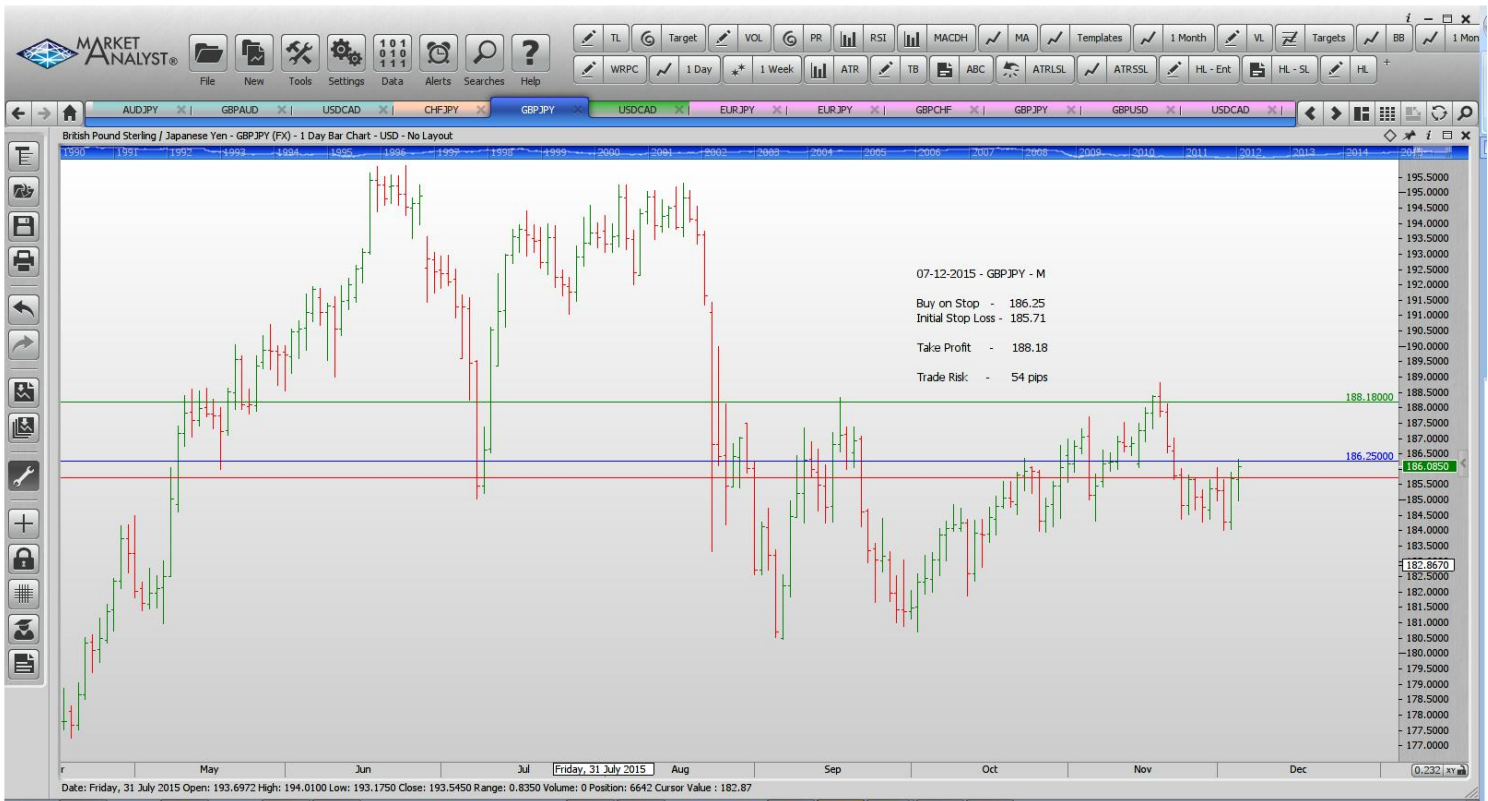 i
MARKET
ANALYST®
File New Tools Settings Data Alerts Searches Help
101
010
111
TL Target VOL PR RSI MACDH MA Templates 1 Month VL Targets BB 1 Mon
WRPC 1 Day 1 Week ATR TB ABC ATRLSL ATRSSL HL - Ent HL - SL HL +
AUDJPY GBPAUD USDCAD CHFJPY GBPJPY USDCAD EURJPY EURJPY GBPCHF GBPJPY GBPUSD USDCAD
British Pound Sterling / Japanese Yen - GBPJPY (FX) - 1 Day Bar Chart - USD - No Layout
1990 1991 1992 1993 1994 1995 1996 1997 1998 1999 2000 2001 2002 2003 2004 2005 2006 2007 2008 2009 2010 2011 2012 2013 2014
195.5000
195.0000
194.5000
194.0000
193.5000
193.0000
192.5000
192.0000
191.5000
191.0000
190.5000
190.0000
189.5000
189.0000
188.5000
188.0000
187.5000
187.0000
186.5000
186.0850
185.5000
185.0000
184.5000
184.0000
183.5000
182.8670
182.5000
182.0000
181.5000
181.0000
180.5000
180.0000
179.5000
179.0000
178.5000
178.0000
177.5000
177.0000
07-12-2015 - GBPJPY - M
Buy on Stop - 186.25
Initial Stop Loss - 185.71
Take Profit - 188.18
Trade Risk - 54 pips
188.18000
186.25000
r May Jun Jul Friday, 31 July 2015 Aug Sep Oct Nov Dec
0.232 XY
Date: Friday, 31 July 2015 Open: 193.6972 High: 194.0100 Low: 193.1750 Close: 193.5450 Range: 0.8350 Volume: 0 Position: 6642 Cursor Value : 182.87